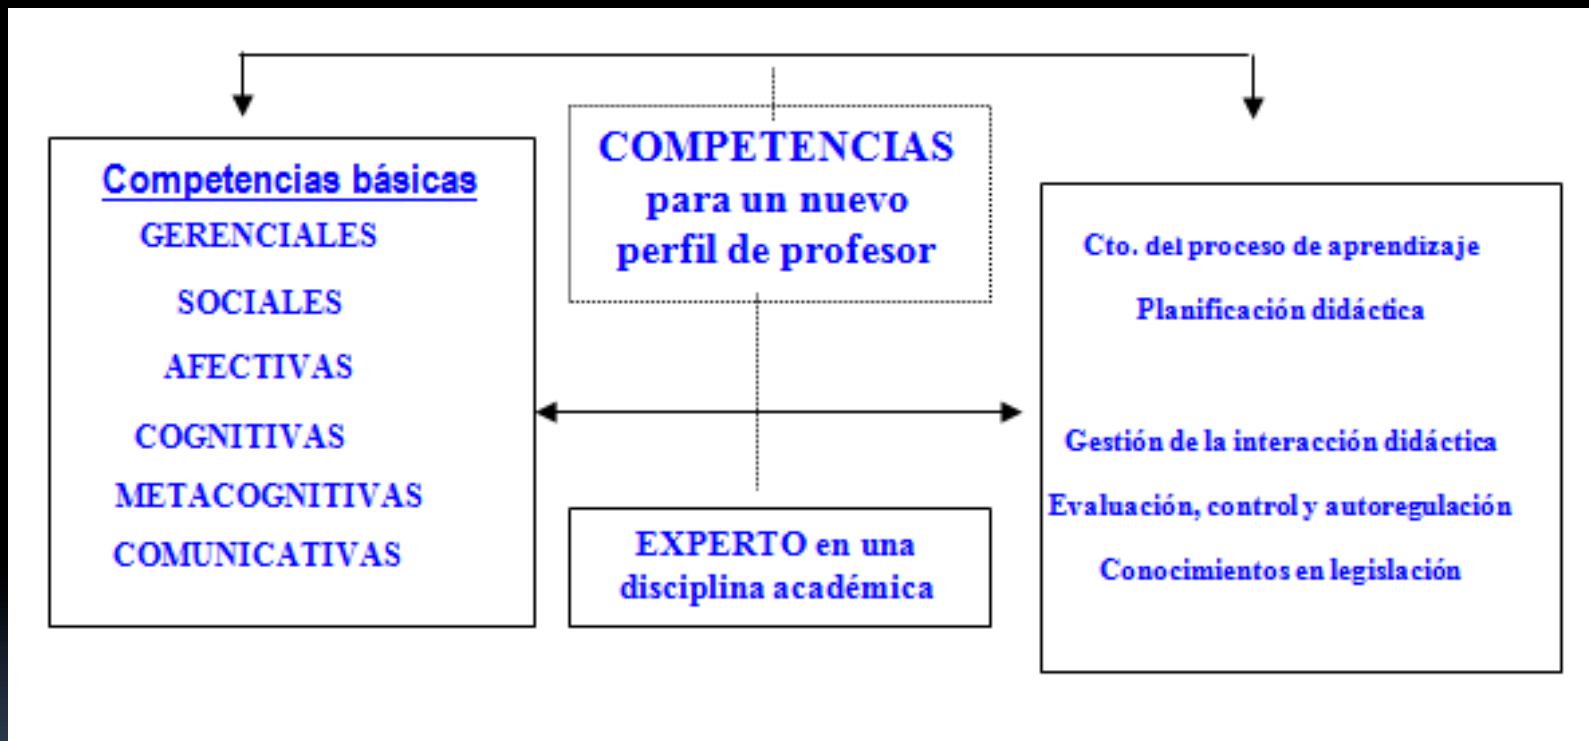 Competencias básicas
GERENCIALES
SOCIALES
AFECTIVAS
COGNITIVAS
METACOGNITIVAS
COMUNICATIVAS
COMPETENCIAS
para un nuevo
perfil de profesor
EXPERTO en una
disciplina académica
Cto. del proceso de aprendizaje
Planificación didáctica
Gestión de la interacción didáctica
Evaluación, control y autoregulación
Conocimientos en legislación